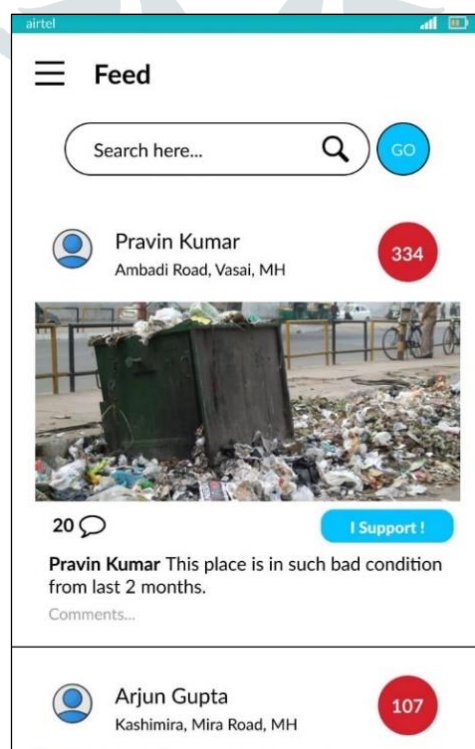 airtel
Feed
Search here...
GO
Pravin Kumar
Ambadi Road, Vasai, MH
334
20
I Support !
Pravin Kumar This place is in such bad condition
from last 2 months.
Comments...
Arjun Gupta
Kashimira, Mira Road, MH
107